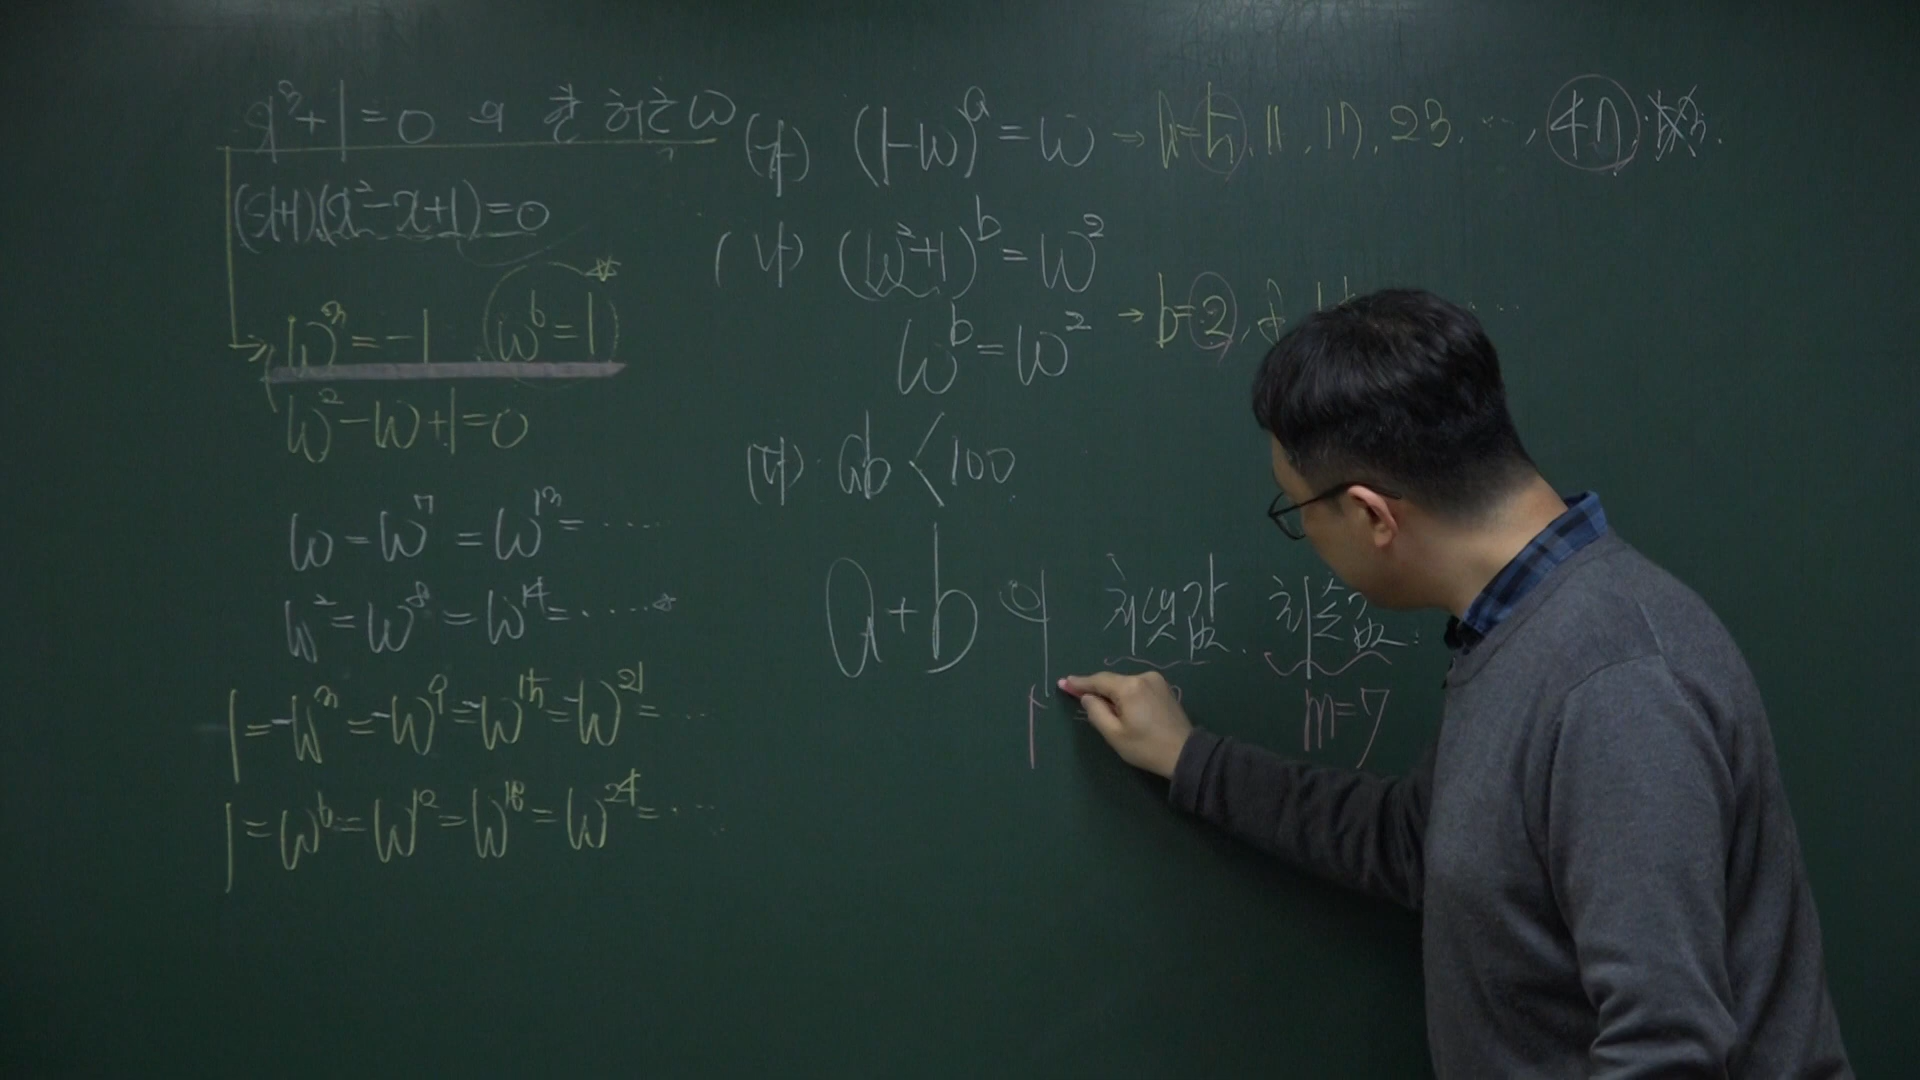 x³+1=0 의 한 허근 ω
(x+1)(x²-x+1)=0
ω³=-1 ω⁶=1
ω²-ω+1=0
ω=ω⁷=ω¹³=……
ω²=ω⁸=ω¹⁴=……
1=-ω³=-ω⁹=-ω¹⁵=-ω²¹=…
1=ω⁶=ω¹²=ω¹⁸=ω²⁴=…
(가) (1-ω)ᵃ=ω → a=5, 11, 17, 23, …, 47, 53.
(나) (ω²+1)ᵇ=ω²
ωᵇ=ω² → b=2, 8, …
(다) ab<100
a+b의 최댓값, 최솟값.
m=7